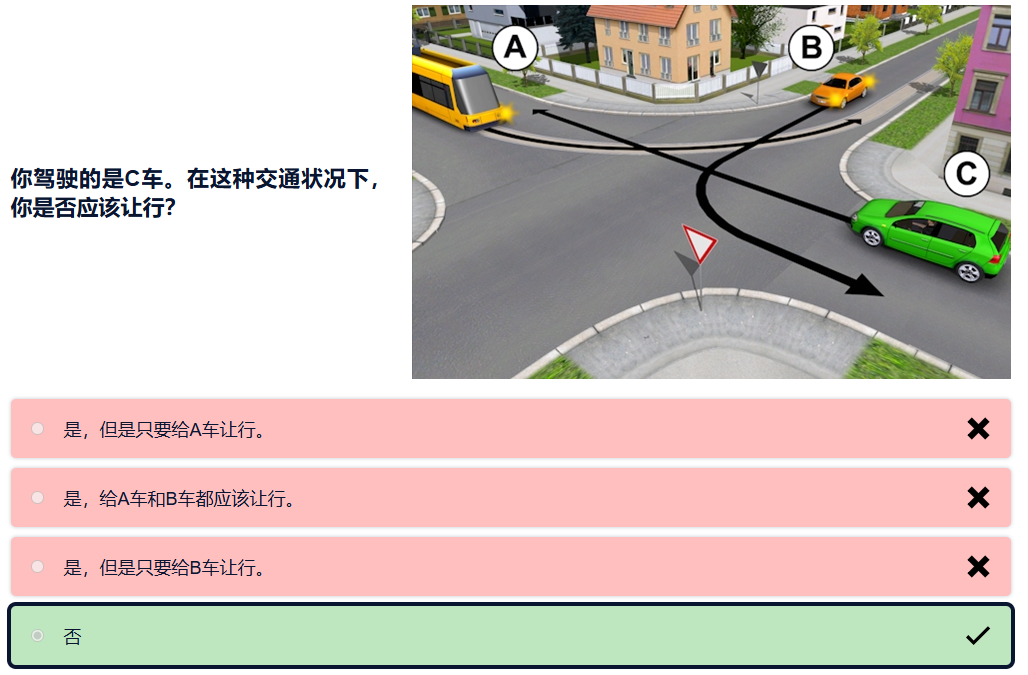 你驾驶的是C车。在这种交通状况下，
你是否应该让行?
A
B
C
是，但是只要给A车让行。
是，给A车和B车都应该让行。
是，但是只要给B车让行。
否